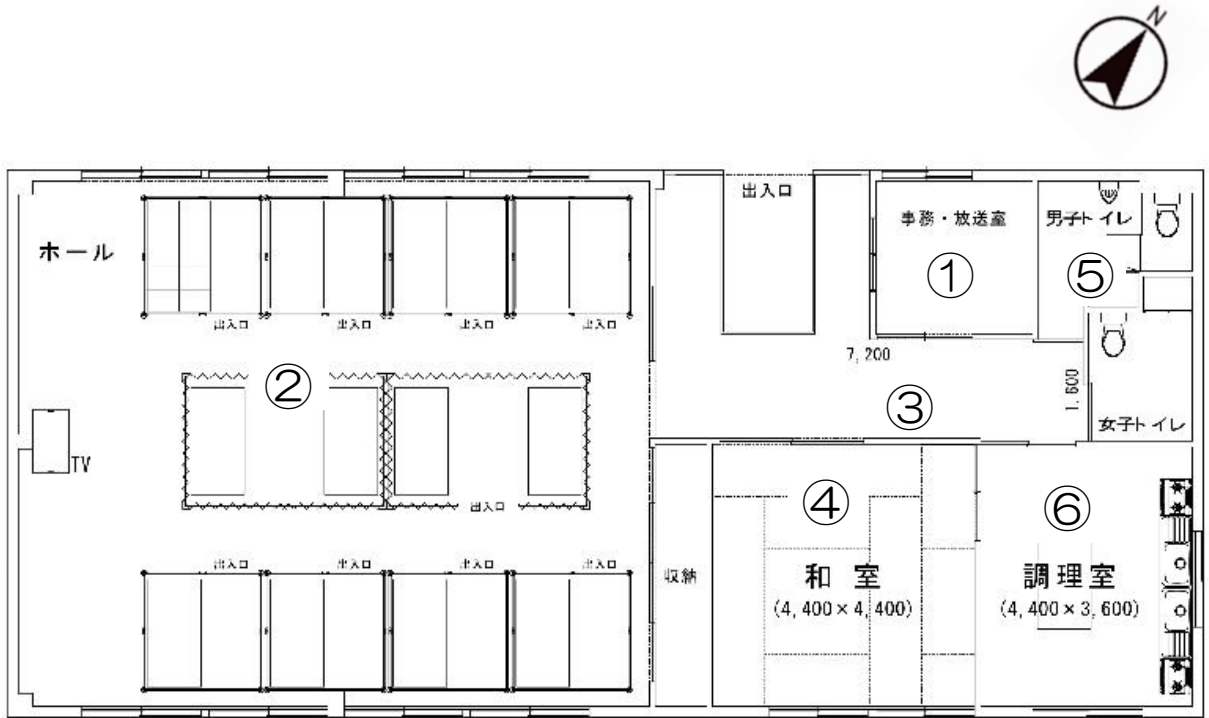 N
出入口
ホール
事務・放送室
男子トイレ
①
⑤
出入口
出入口
出入口
出入口
7,200
②
③
1,600
女子トイレ
TV
出入口
④
⑥
出入口
出入口
出入口
出入口
収納
和室
調理室
(4,400×4,400)
(4,400×3,600)